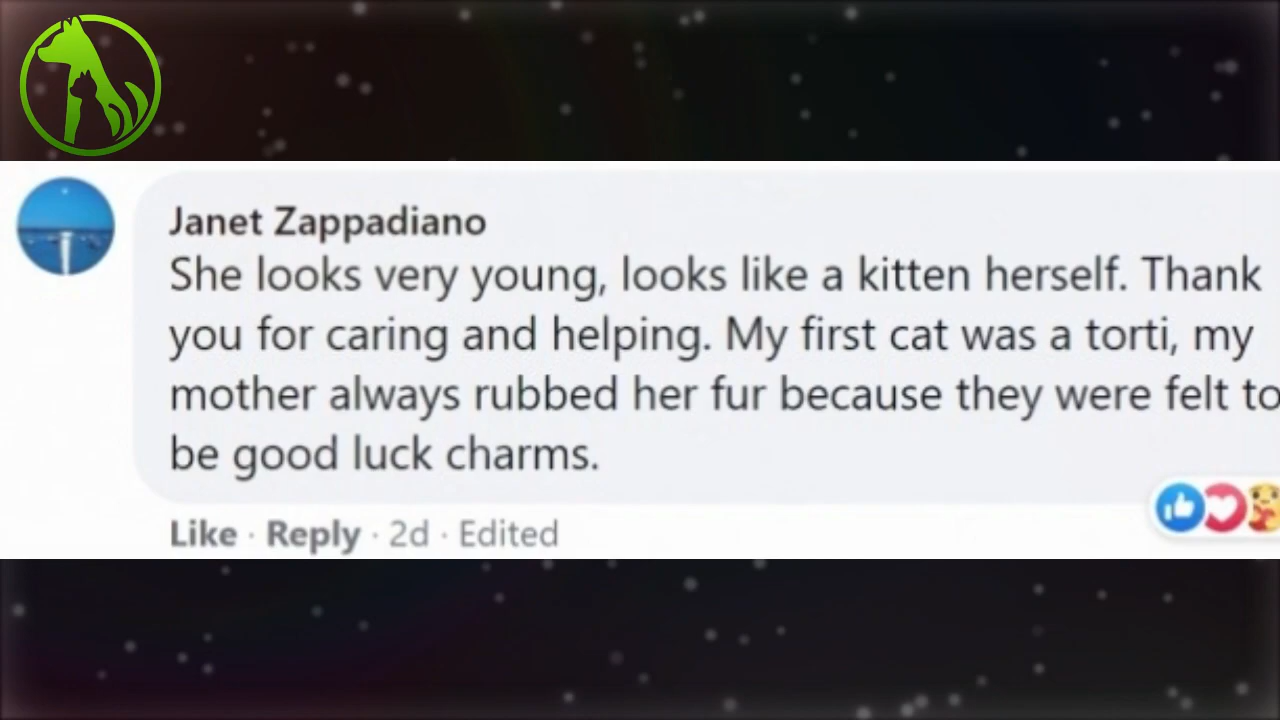 Janet Zappadiano
She looks very young, looks like a kitten herself. Thank
you for caring and helping. My first cat was a torti, my
mother always rubbed her fur because they were felt to
be good luck charms.
Like · Reply · 2d · Edited